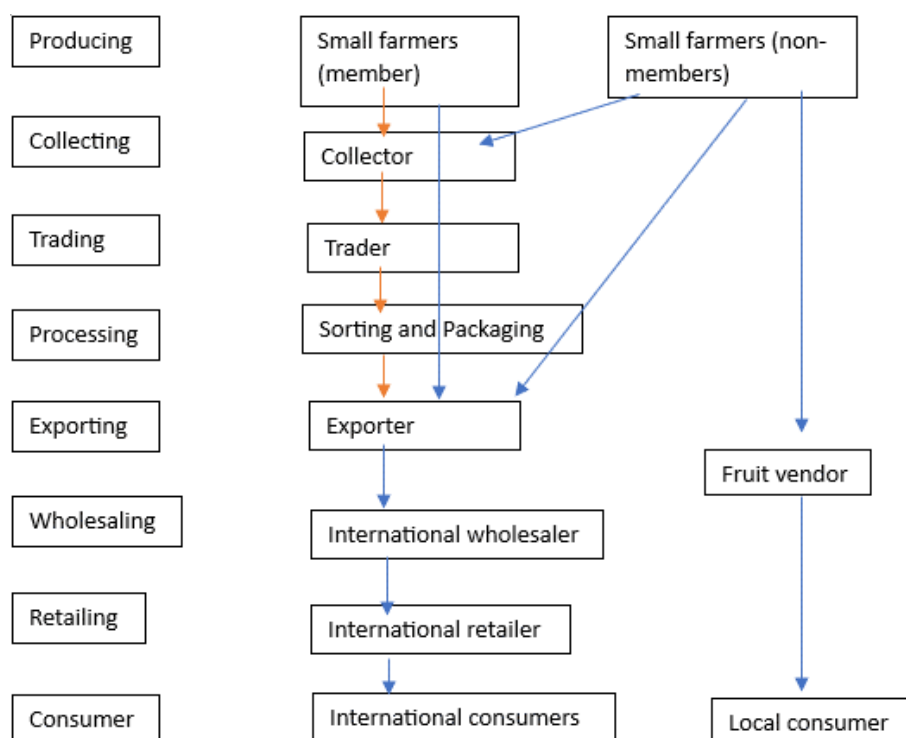 Producing
Small farmers
(member)
Small farmers (non-
members)
Collecting
Collector
Trading
Trader
Processing
Sorting and Packaging
Exporting
Exporter
Fruit vendor
Wholesaling
International wholesaler
Retailing
International retailer
Consumer
International consumers
Local consumer